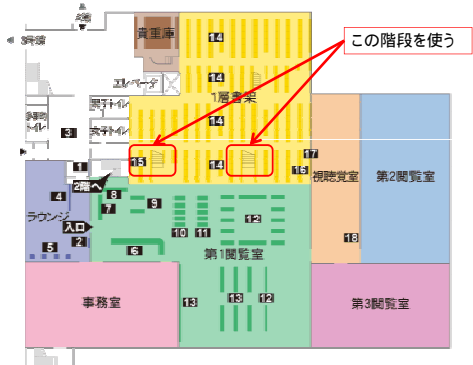 貴重庫
この階段を使う
3号館
14
エレベータ
14
1層書架
男子トイレ
14
3
女子トイレ
1
15
14
17
16
視聴覚室
第2閲覧室
2階へ
8
4
7
9
ラウンジ
12
入口
10
11
2
5
6
第1閲覧室
18
事務室
13
13
12
第3閲覧室